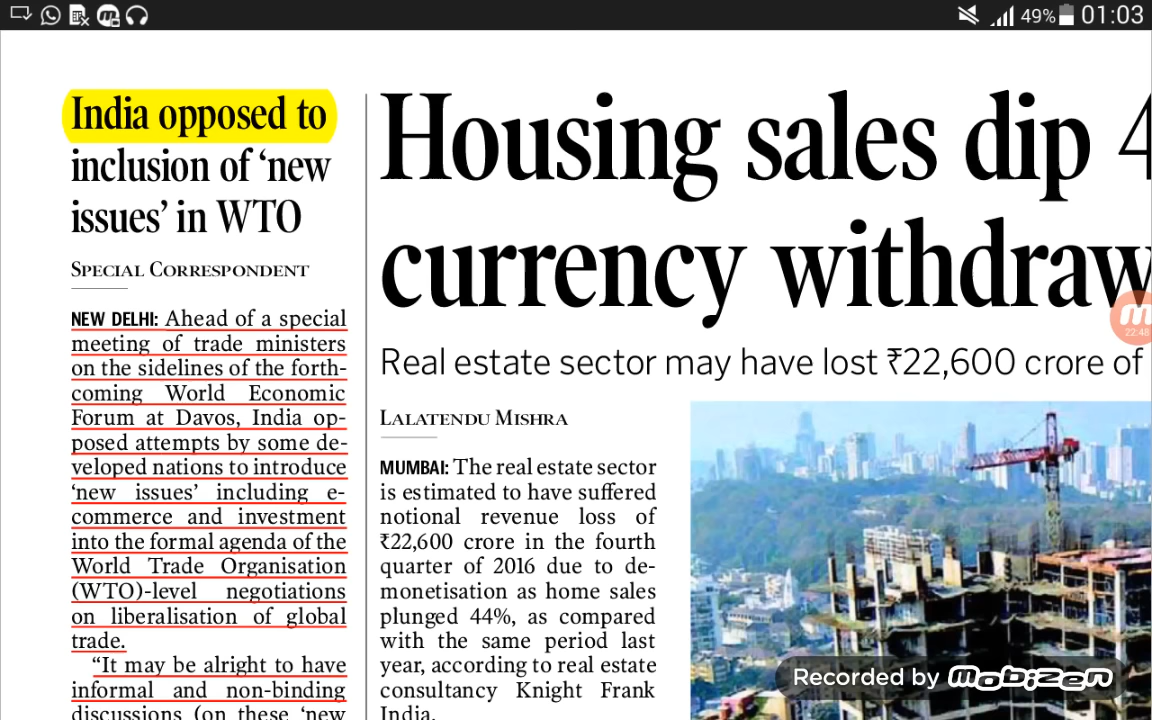 49% 01:03
India opposed to
inclusion of ‘new
issues’ in WTO
SPECIAL CORRESPONDENT
NEW DELHI: Ahead of a special
meeting of trade ministers
on the sidelines of the forth-
coming World Economic
Forum at Davos, India op-
posed attempts by some de-
veloped nations to introduce
‘new issues’ including e-
commerce and investment
into the formal agenda of the
World Trade Organisation
(WTO)-level negotiations
on liberalisation of global
trade.
“It may be alright to have
informal and non-binding
discussions (on these ‘new
Housing sales dip 4
currency withdraw
Real estate sector may have lost ₹22,600 crore of
LALATENDU MISHRA
MUMBAI: The real estate sector
is estimated to have suffered
notional revenue loss of
₹22,600 crore in the fourth
quarter of 2016 due to de-
monetisation as home sales
plunged 44%, as compared
with the same period last
year, according to real estate
consultancy Knight Frank
India.
22:48
Recorded by mobizen